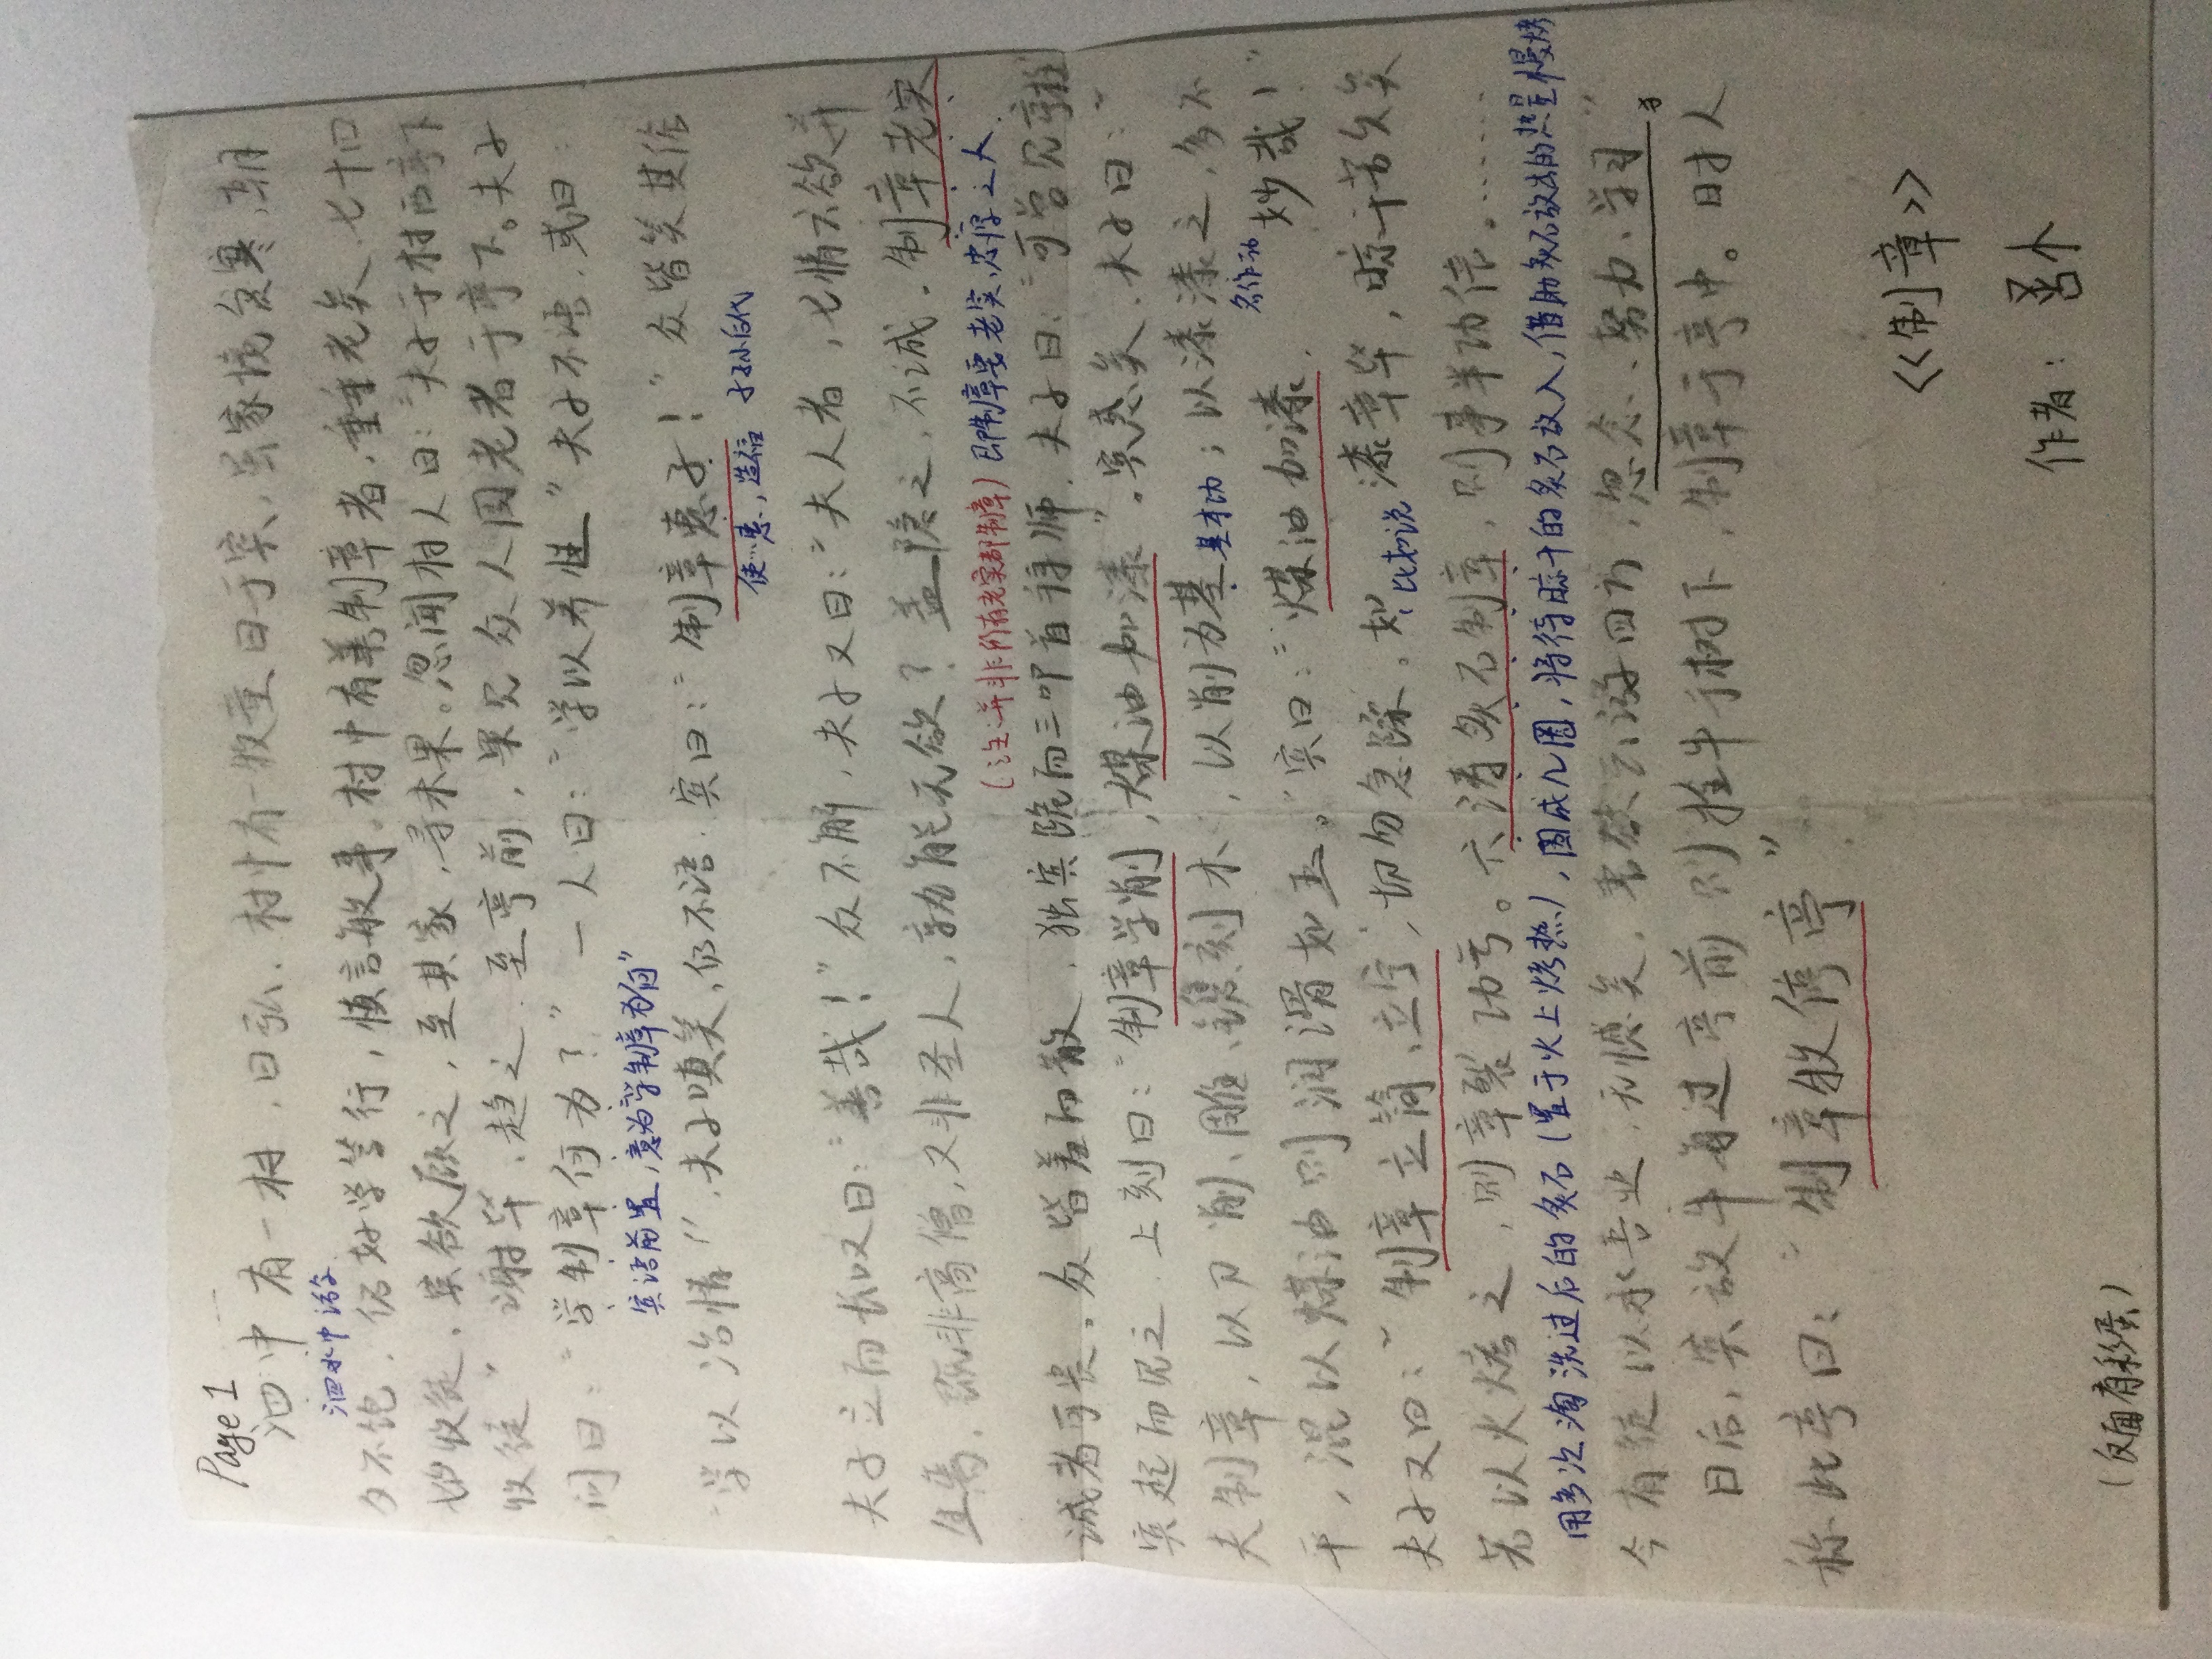 Page 1
泗中有一村,曰弘.村中有一牧童,曰于宾,虽家境贫寒,朝
泗水中游
夕不饱.仍好学笃行,慎言敏事.村中有善制章者,垂垂老矣.七十四
始收徒.宾欲顾之,至其家,寻未果。忽闻村人曰:“夫子于村西亭下
收徒”谢毕,趋之.至亭前,果见众人围老者于亭下。夫子
问曰:“学制章何为?”一人曰:“学以养性”夫子不语.或曰:
宾语前置,意为“学制章为何”
“学以冶情”,夫子嗔笑,仍不语.宾曰:“制章惠子!”众皆笑其俗
使…惠,造福 子子孙后代
夫子立而长叹曰:“善哉!”众不解,夫子又曰:“夫人者,七情六欲并
生焉,既非高僧,又非圣人,孰能无欲?盖隐之,不诚.制章老实
(注:并非所有老实都制章)即制章要老实、忠厚之人.
诚者可贵。众皆羞而散,独宾跪而三叩首拜师.夫子曰:“可曾见亭柱
宾起而见之.上刻曰:“制章学削,煤油加漆”。宾惑矣.夫子曰:“
夫制章,以刀削、雕、镌刻木,以削为基 基本功;以漆漆之,多不
名作动
平,混以煤油则润滑如玉。”宾曰:“煤油加漆.妙哉!”
夫子又曰:“制章立简、立宁,切勿急躁.如 比如说 漆章毕,晾干苦久矣
若以火烤之,则章裂功亏。六涛炙石制章,则事半功倍.……
用多次淘洗过后的炙石(置于火上烤热),围成几圈,将待晾干的炙石放入,借助炙石放出的热量慢烤
今有徒以承吾业,无憾矣.吾欲云游四方,忽念、努力、学习”。
日后,宾放牛每过亭前则拴牛于树下,制章于亭中。时人
称此亭曰:“制章牧停亭”.
<<制章>>
作者:吕卜
(反面有彩蛋)